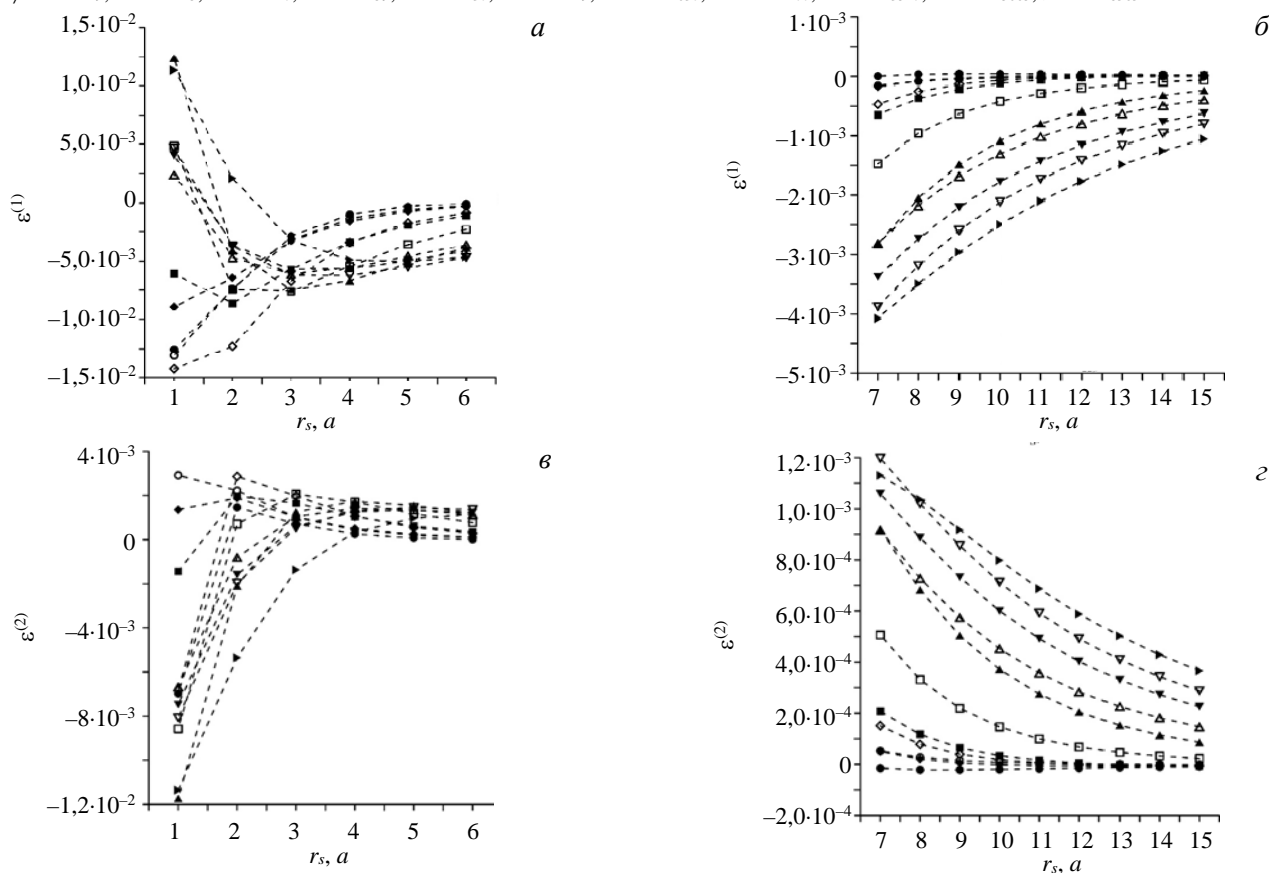 а
1,5·10⁻²
1,0·10⁻²
5,0·10⁻³
0
–5,0·10⁻³
–1,0·10⁻²
–1,5·10⁻²
ε⁽¹⁾
1 2 3 4 5 6
rₛ, a
б
1·10⁻³
0
–1·10⁻³
–2·10⁻³
–3·10⁻³
–4·10⁻³
–5·10⁻³
ε⁽¹⁾
7 8 9 10 11 12 13 14 15
rₛ, a
в
4·10⁻³
0
–4·10⁻³
–8·10⁻³
–1,2·10⁻²
ε⁽²⁾
1 2 3 4 5 6
rₛ, a
г
1,2·10⁻³
1,0·10⁻³
8,0·10⁻⁴
6,0·10⁻⁴
4,0·10⁻⁴
2,0·10⁻⁴
0
–2,0·10⁻⁴
ε⁽²⁾
7 8 9 10 11 12 13 14 15
rₛ, a